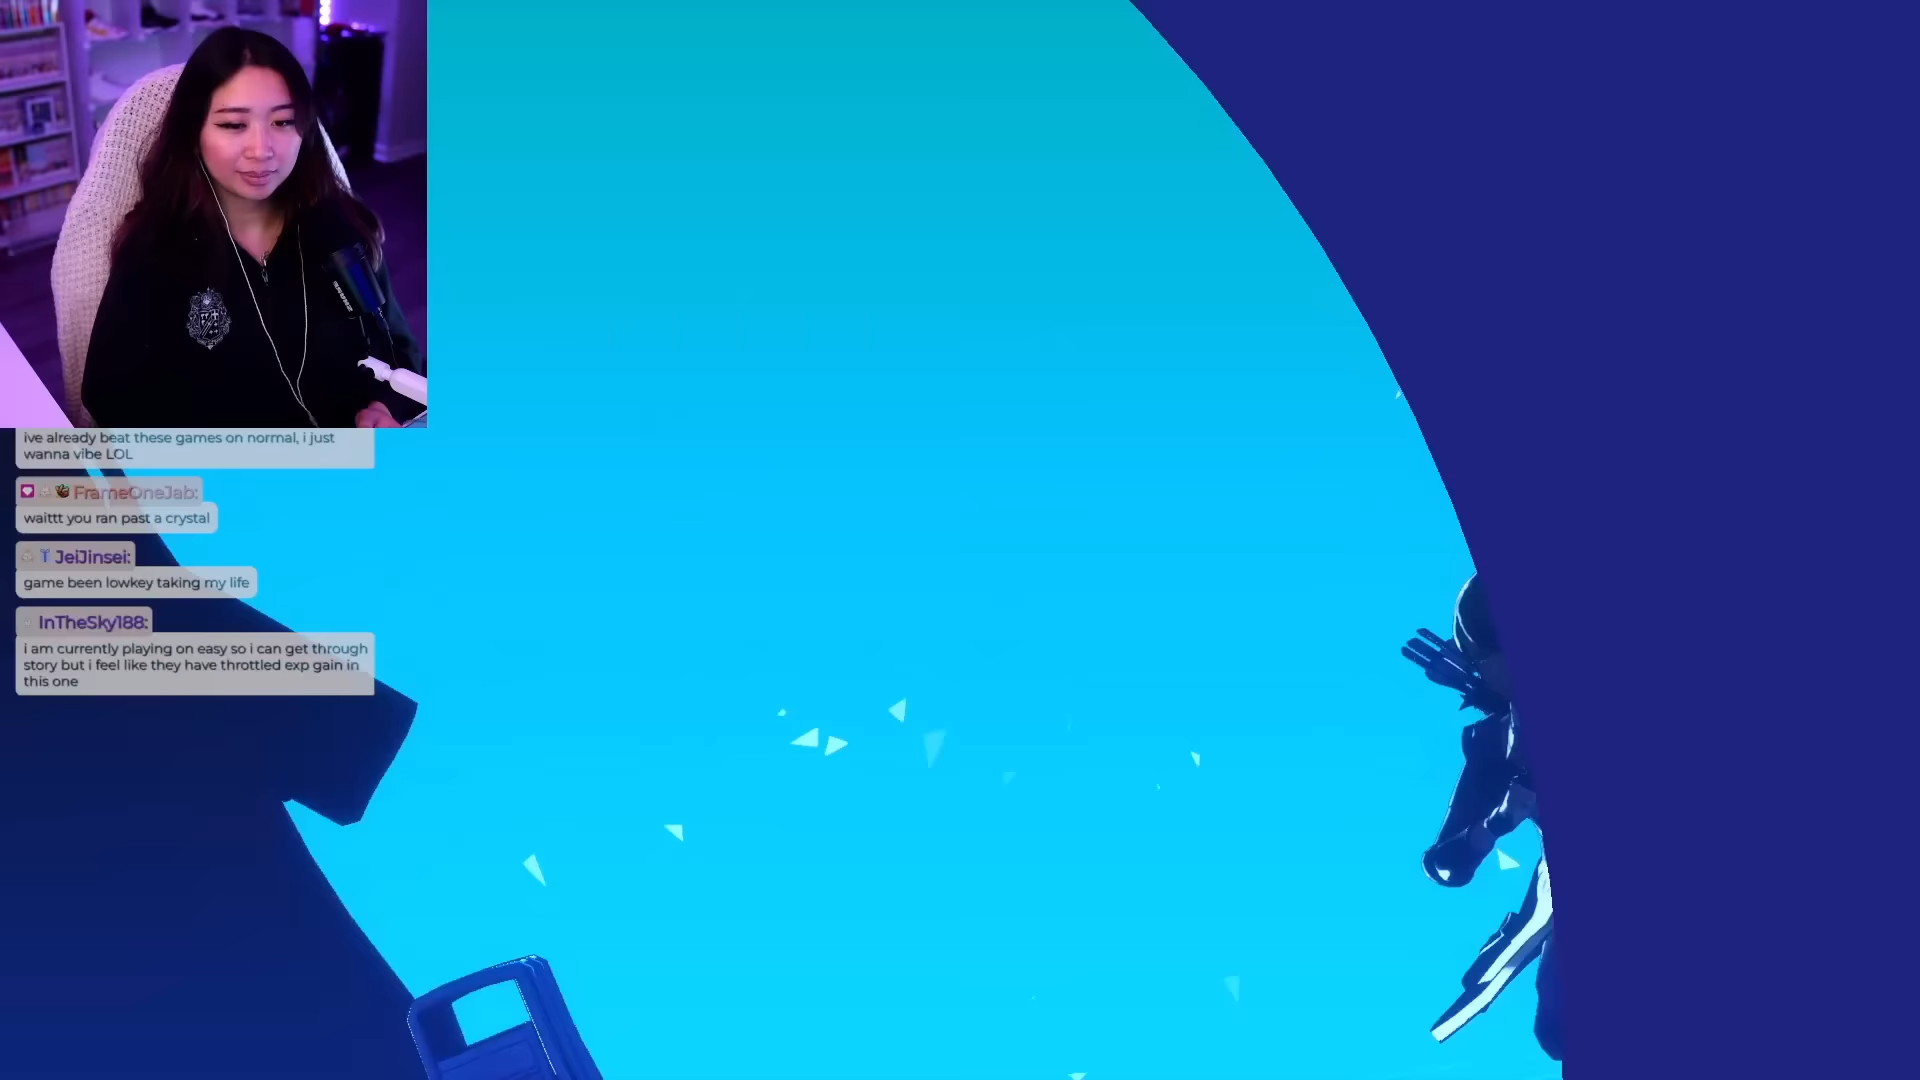 ive already beat these games on normal, i just
wanna vibe LOL
FrameOneJab:
waittt you ran past a crystal
JeiJinsei:
game been lowkey taking my life
InTheSky188:
i am currently playing on easy so i can get through
story but i feel like they have throttled exp gain in
this one